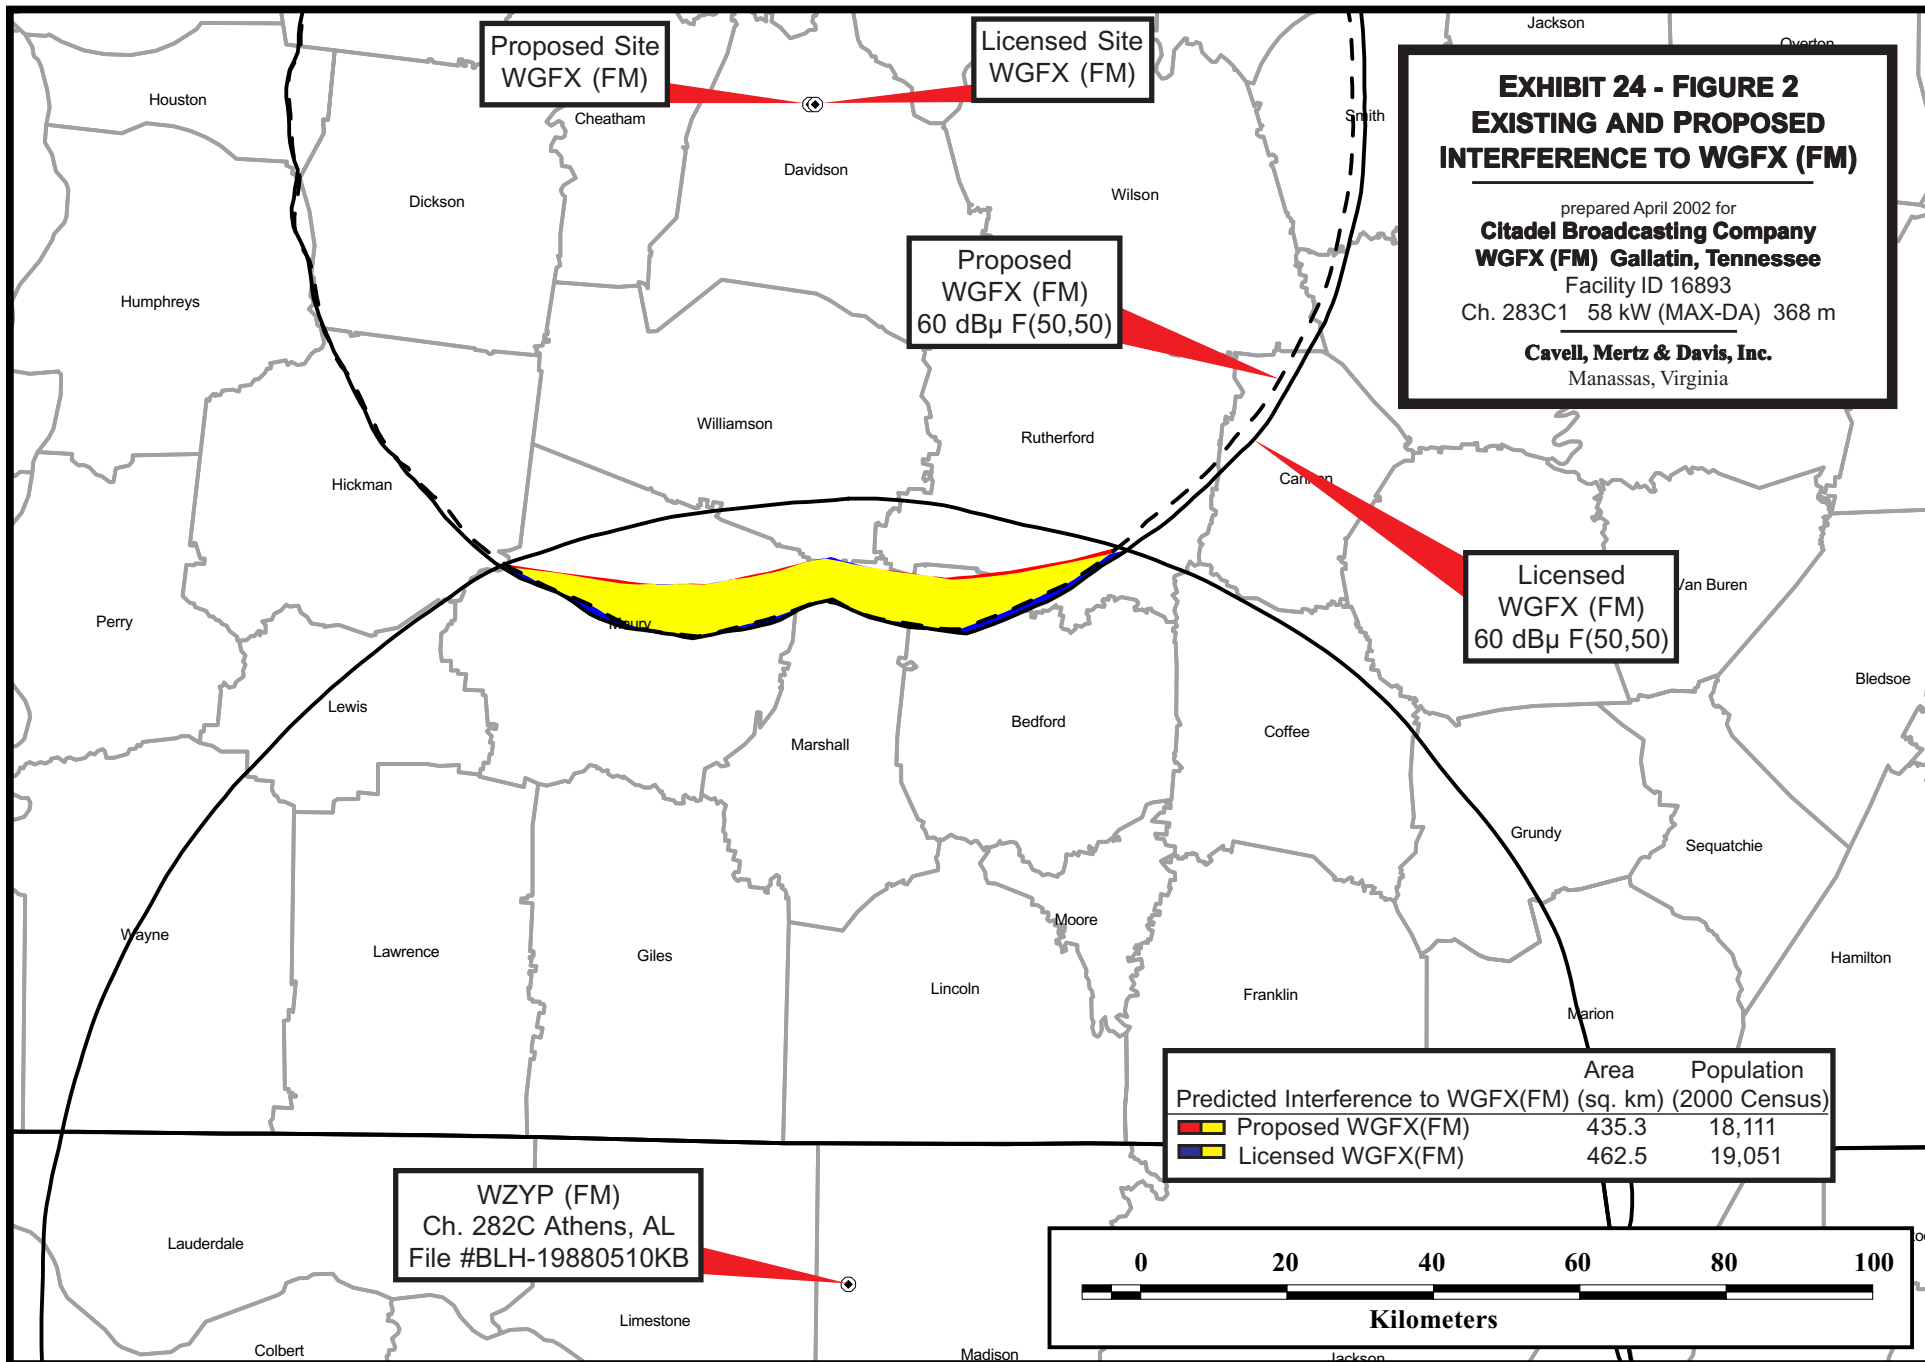 Jackson
Overton
Proposed Site
WGFX (FM)
Licensed Site
WGFX (FM)
EXHIBIT 24 - FIGURE 2
EXISTING AND PROPOSED
INTERFERENCE TO WGFX (FM)
prepared April 2002 for
Citadel Broadcasting Company
WGFX (FM) Gallatin, Tennessee
Facility ID 16893
Ch. 283C1 58 kW (MAX-DA) 368 m
Cavell, Mertz & Davis, Inc.
Manassas, Virginia
Houston
Cheatham
Smith
Davidson
Dickson
Wilson
Humphreys
Proposed
WGFX (FM)
60 dBµ F(50,50)
Williamson
Rutherford
Hickman
Cannon
Licensed
WGFX (FM)
60 dBµ F(50,50)
Van Buren
Perry
Maury
Bledsoe
Lewis
Bedford
Coffee
Marshall
Grundy
Sequatchie
Moore
Wayne
Lawrence
Giles
Hamilton
Lincoln
Franklin
Marion
Area Population
Predicted Interference to WGFX(FM) (sq. km) (2000 Census)
Proposed WGFX(FM) 435.3 18,111
Licensed WGFX(FM) 462.5 19,051
WZYP (FM)
Ch. 282C Athens, AL
File #BLH-19880510KB
Lauderdale
0 20 40 60 80 100
Kilometers
Limestone
Colbert
Madison
Jackson